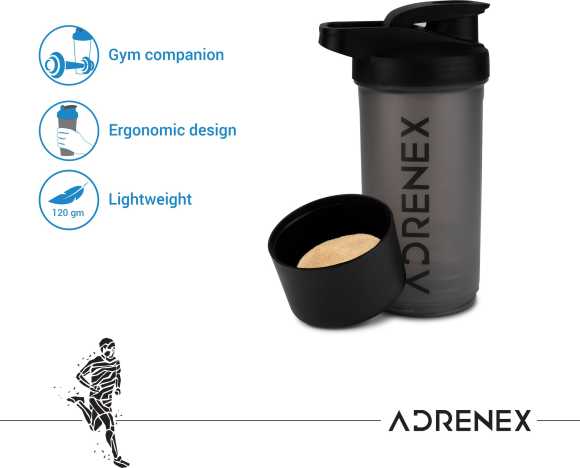 Gym companion
Ergonomic design
120 gm
Lightweight
ADRENEX
ADRENEX